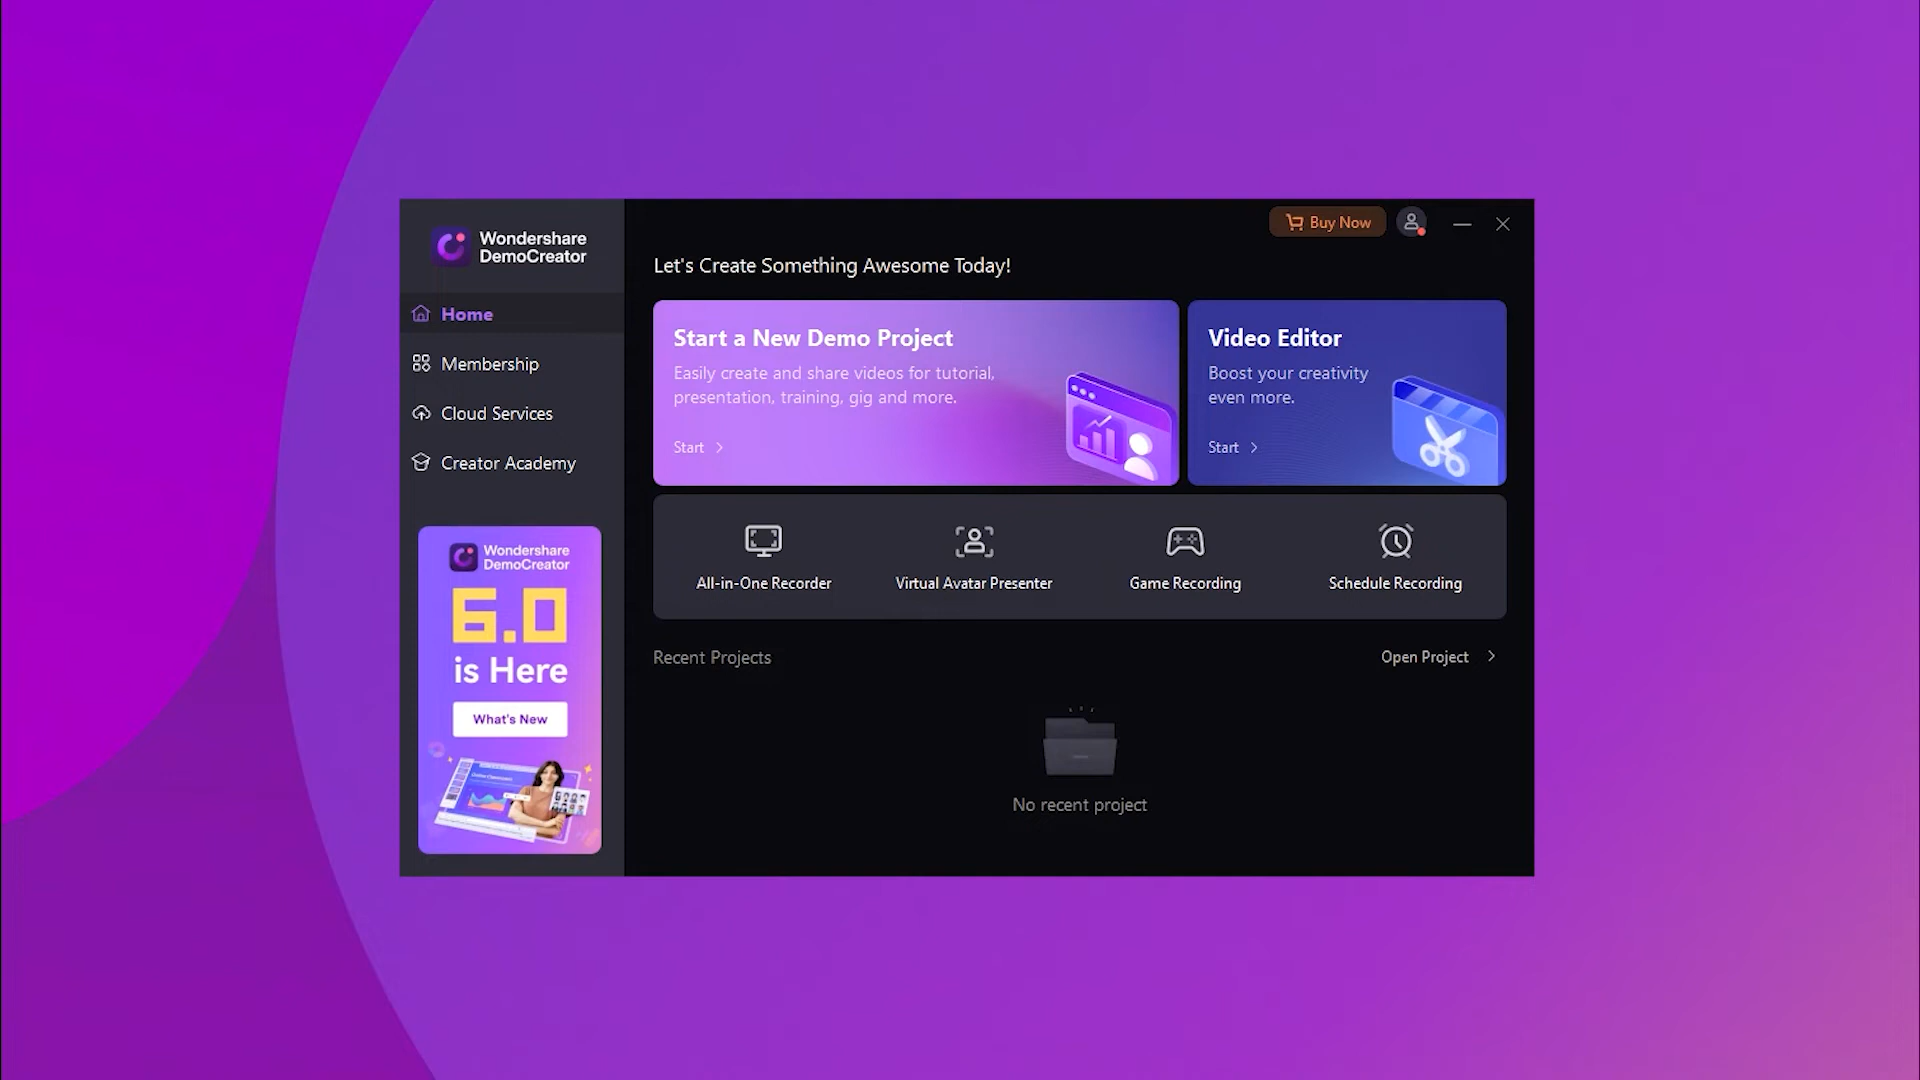 Wondershare
DemoCreator
Home
Membership
Cloud Services
Creator Academy
Wondershare
DemoCreator
6.0
is Here
What's New
Buy Now
Let's Create Something Awesome Today!
Start a New Demo Project
Easily create and share videos for tutorial,
presentation, training, gig and more.
Start
Video Editor
Boost your creativity
even more.
Start
All-in-One Recorder
Virtual Avatar Presenter
Game Recording
Schedule Recording
Recent Projects
Open Project
No recent project